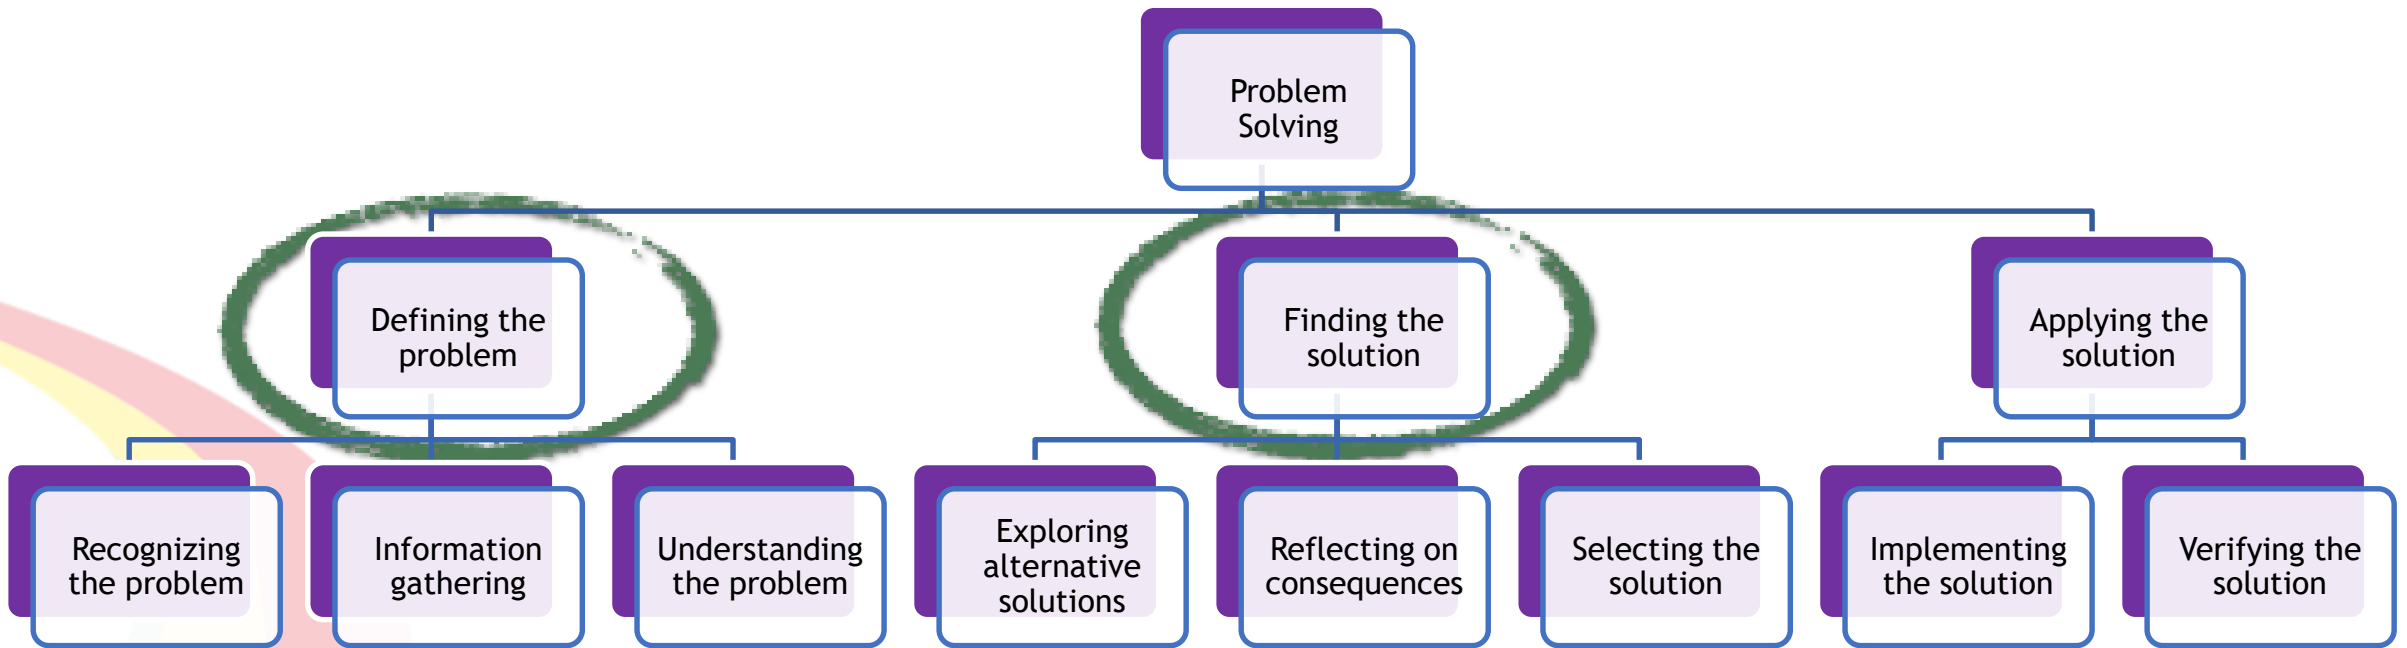 Problem
Solving
Defining the
problem
Finding the
solution
Applying the
solution
Recognizing
the problem
Information
gathering
Understanding
the problem
Exploring
alternative
solutions
Reflecting on
consequences
Selecting the
solution
Implementing
the solution
Verifying the
solution